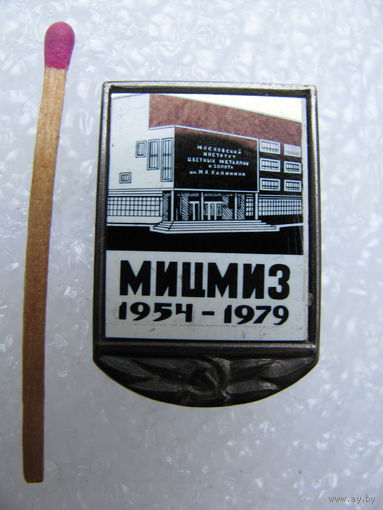 Московский
институт
цветных металлов
и золота
им. М.И. Калинина
МИЦМИЗ
1954 - 1979
www.ay.by